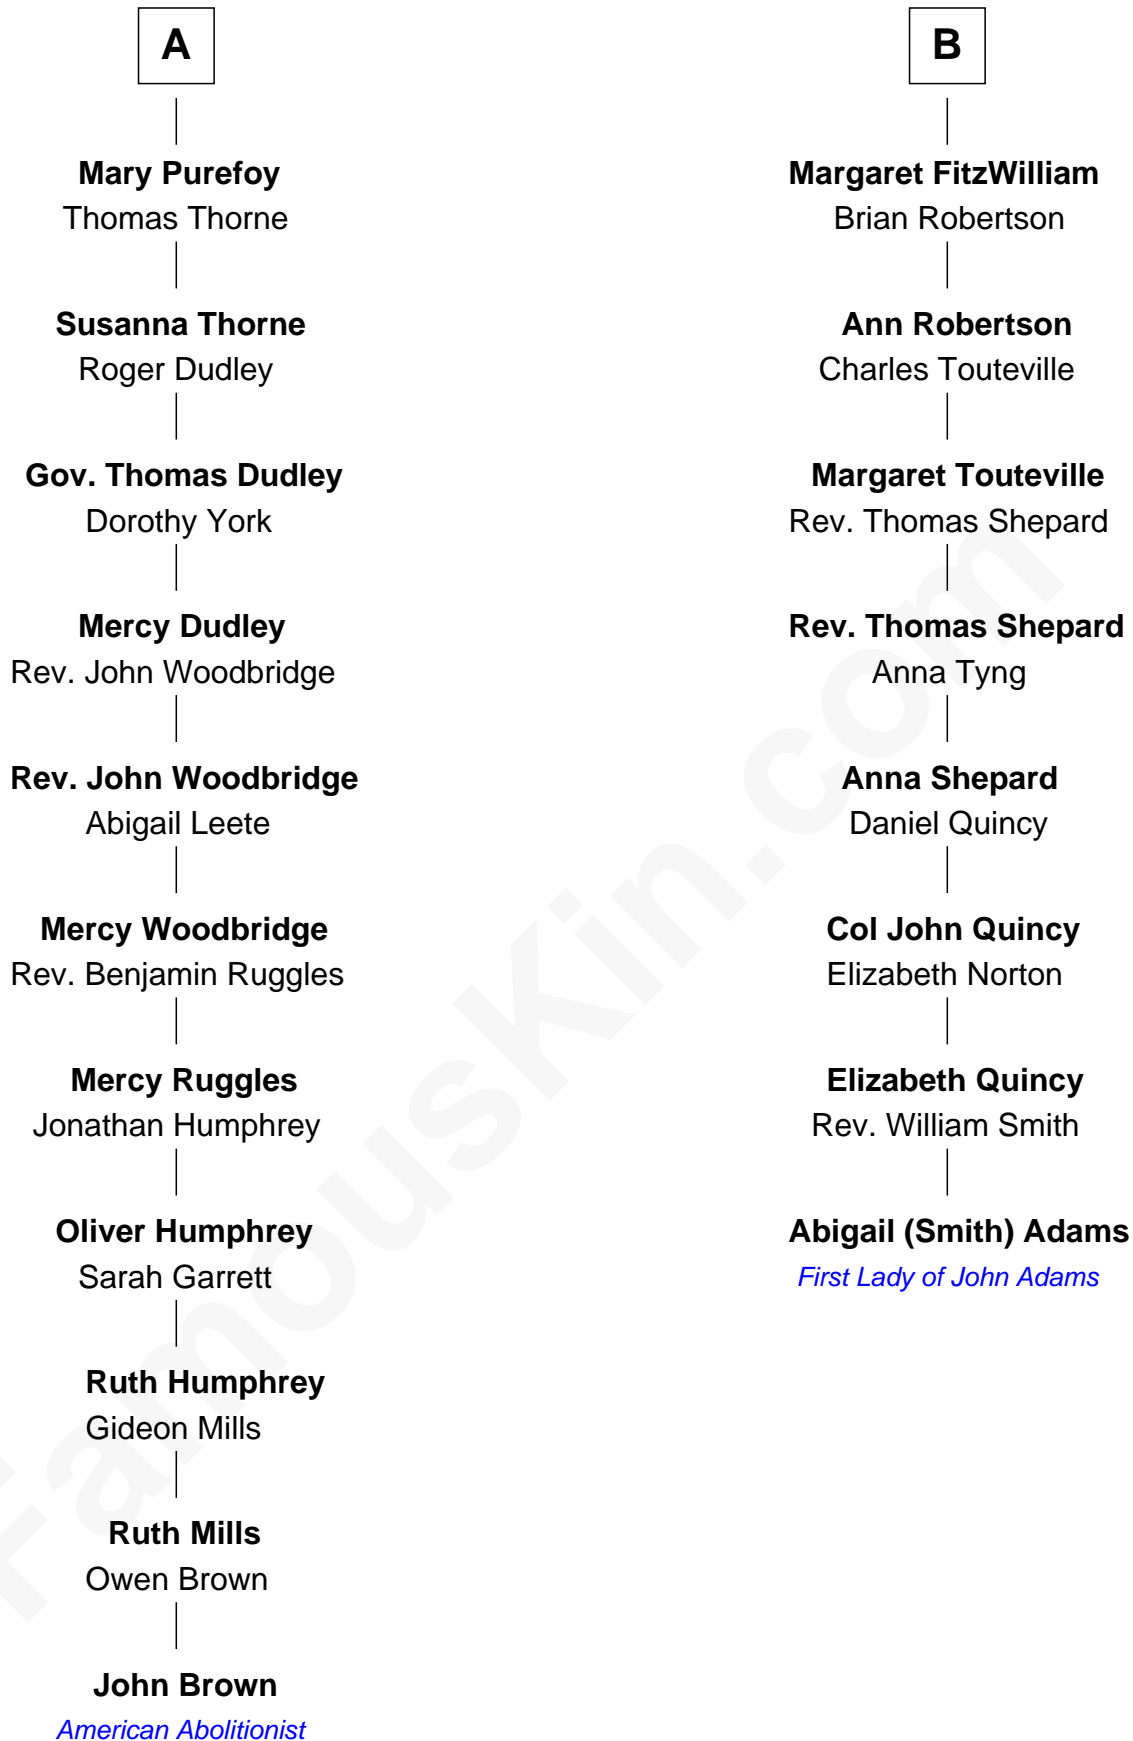 A
Mary Purefoy
Thomas Thorne
Susanna Thorne
Roger Dudley
Gov. Thomas Dudley
Dorothy York
Mercy Dudley
Rev. John Woodbridge
Rev. John Woodbridge
Abigail Leete
Mercy Woodbridge
Rev. Benjamin Ruggles
Mercy Ruggles
Jonathan Humphrey
Oliver Humphrey
Sarah Garrett
Ruth Humphrey
Gideon Mills
Ruth Mills
Owen Brown
John Brown
American Abolitionist
B
Margaret FitzWilliam
Brian Robertson
Ann Robertson
Charles Touteville
Margaret Touteville
Rev. Thomas Shepard
Rev. Thomas Shepard
Anna Tyng
Anna Shepard
Daniel Quincy
Col John Quincy
Elizabeth Norton
Elizabeth Quincy
Rev. William Smith
Abigail (Smith) Adams
First Lady of John Adams
FamousKin.com